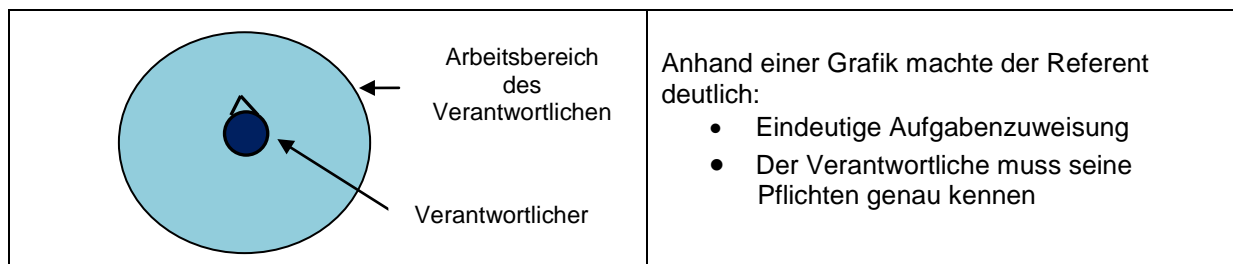 Arbeitsbereich
des
Verantwortlichen
Verantwortlicher
Anhand einer Grafik machte der Referent
deutlich:
• Eindeutige Aufgabenzuweisung
• Der Verantwortliche muss seine
Pflichten genau kennen